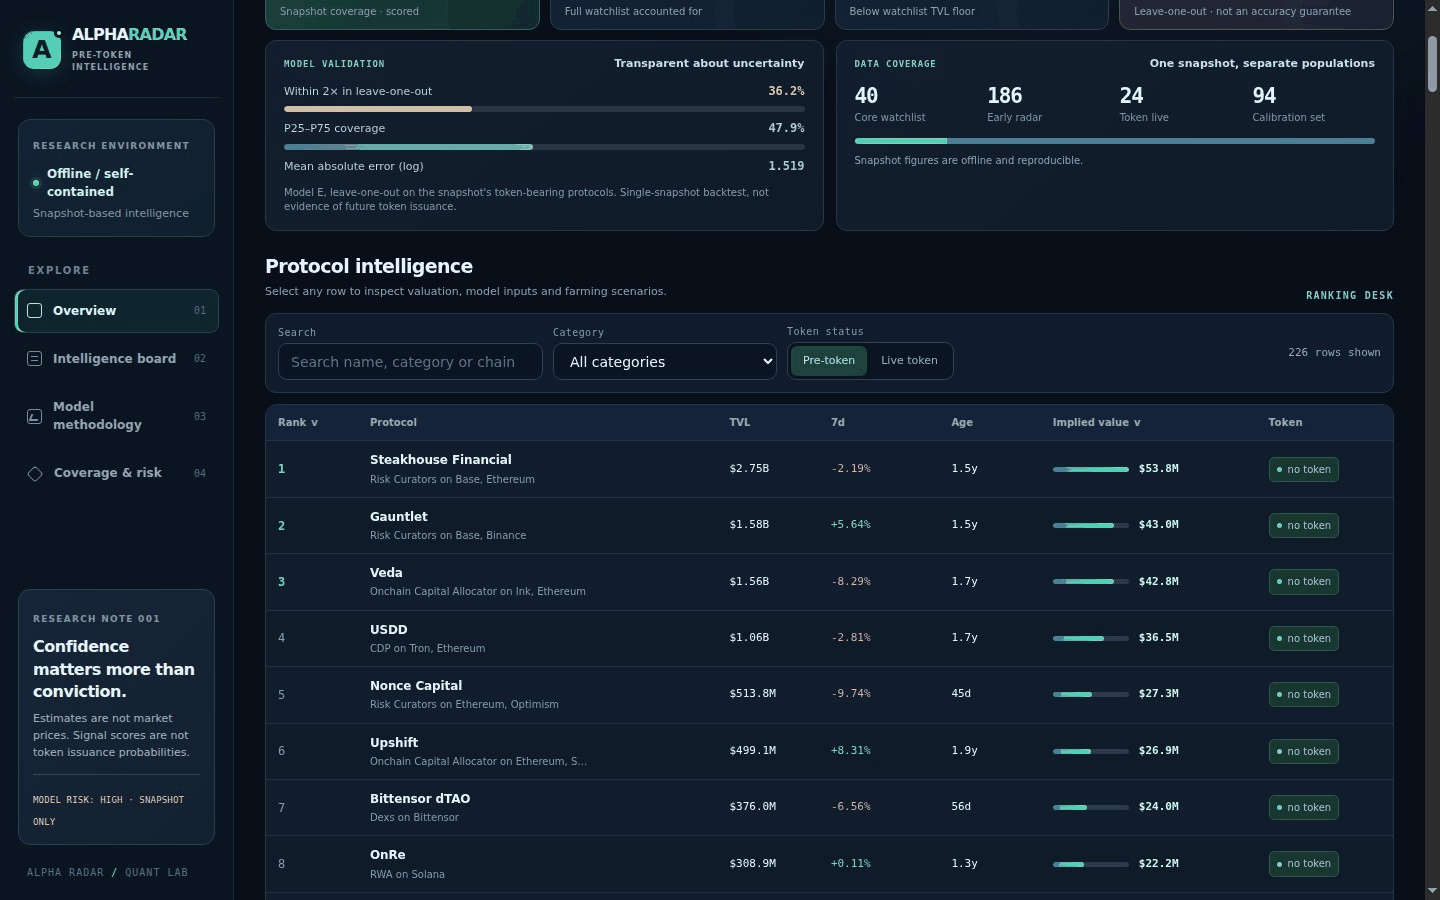 A
ALPHARADAR
PRE-TOKEN
INTELLIGENCE
RESEARCH ENVIRONMENT
Offline / self-
contained
Snapshot-based intelligence
EXPLORE
Overview 01
Intelligence board 02
Model
methodology 03
Coverage & risk 04
RESEARCH NOTE 001
Confidence
matters more than
conviction.
Estimates are not market
prices. Signal scores are not
token issuance probabilities.
MODEL RISK: HIGH · SNAPSHOT
ONLY
ALPHA RADAR / QUANT LAB
Snapshot coverage · scored
Full watchlist accounted for
Below watchlist TVL floor
Leave-one-out · not an accuracy guarantee
MODEL VALIDATION Transparent about uncertainty
Within 2× in leave-one-out 36.2%
P25–P75 coverage 47.9%
Mean absolute error (log) 1.519
Model E, leave-one-out on the snapshot's token-bearing protocols. Single-snapshot backtest, not
evidence of future token issuance.
DATA COVERAGE One snapshot, separate populations
40 186 24 94
Core watchlist Early radar Token live Calibration set
Snapshot figures are offline and reproducible.
Protocol intelligence
Select any row to inspect valuation, model inputs and farming scenarios.
RANKING DESK
Search Category Token status
Search name, category or chain All categories Pre-token Live token
226 rows shown
Rank v Protocol TVL 7d Age Implied value v Token
1 Steakhouse Financial $2.75B -2.19% 1.5y $53.8M no token
Risk Curators on Base, Ethereum
2 Gauntlet $1.58B +5.64% 1.5y $43.0M no token
Risk Curators on Base, Binance
3 Veda $1.56B -8.29% 1.7y $42.8M no token
Onchain Capital Allocator on Ink, Ethereum
4 USDD $1.06B -2.81% 1.7y $36.5M no token
CDP on Tron, Ethereum
5 Nonce Capital $513.8M -9.74% 45d $27.3M no token
Risk Curators on Ethereum, Optimism
6 Upshift $499.1M +8.31% 1.9y $26.9M no token
Onchain Capital Allocator on Ethereum, S...
7 Bittensor dTAO $376.0M -6.56% 56d $24.0M no token
Dexs on Bittensor
8 OnRe $308.9M +0.11% 1.3y $22.2M no token
RWA on Solana